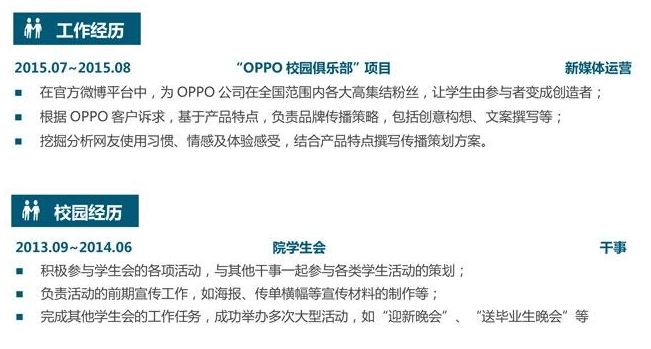 工作经历
2015.07~2015.08 “OPPO 校园俱乐部”项目 新媒体运营
■ 在官方微博平台中，为 OPPO 公司在全国范围内各大高集结粉丝，让学生由参与者变成创造者；
■ 根据 OPPO 客户诉求，基于产品特点，负责品牌传播策略，包括创意构想、文案撰写等；
■ 挖掘分析网友使用习惯、情感及体验感受，结合产品特点撰写传播策划方案。
校园经历
2013.09~2014.06 院学生会 干事
■ 积极参与学生会的各项活动，与其他干事一起参与各类学生活动的策划；
■ 负责活动的前期宣传工作，如海报、传单横幅等宣传材料的制作等；
■ 完成其他学生会的工作任务，成功举办多次大型活动，如“迎新晚会”、“送毕业生晚会”等